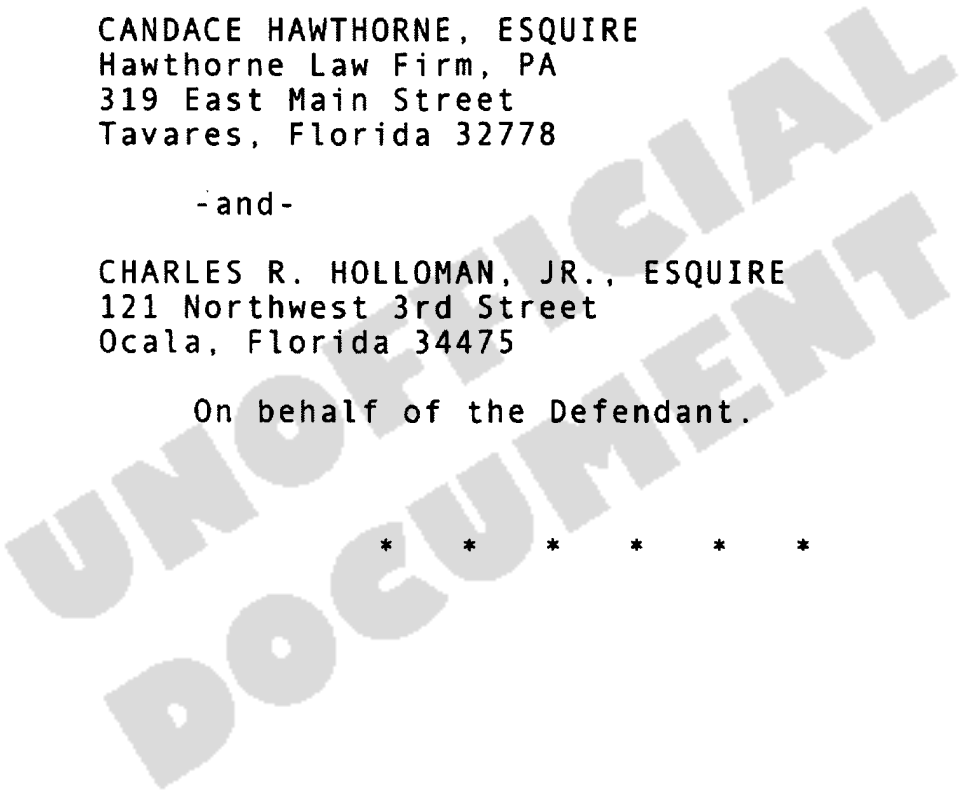 CANDACE HAWTHORNE, ESQUIRE
Hawthorne Law Firm, PA
319 East Main Street
Tavares, Florida 32778
-and-
CHARLES R. HOLLOMAN, JR., ESQUIRE
121 Northwest 3rd Street
Ocala, Florida 34475
On behalf of the Defendant.
* * * * * *
UNOFFICIAL
DOCUMENT